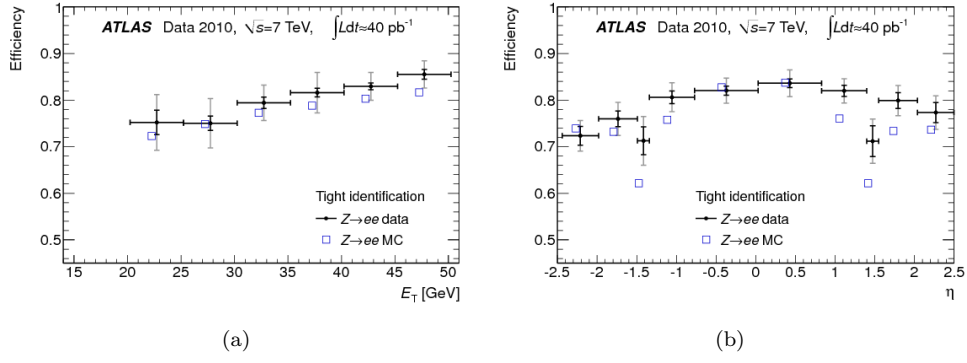 ATLAS Data 2010, √s=7 TeV, ∫Ldt≈40 pb⁻¹
Efficiency
1
0.9
0.8
0.7
0.6
0.5
Tight identification
Z→ee data
Z→ee MC
15 20 25 30 35 40 45 50
E_T [GeV]
(a)
ATLAS Data 2010, √s=7 TeV, ∫Ldt≈40 pb⁻¹
Efficiency
1
0.9
0.8
0.7
0.6
0.5
Tight identification
Z→ee data
Z→ee MC
-2.5 -2 -1.5 -1 -0.5 0 0.5 1 1.5 2 2.5
η
(b)